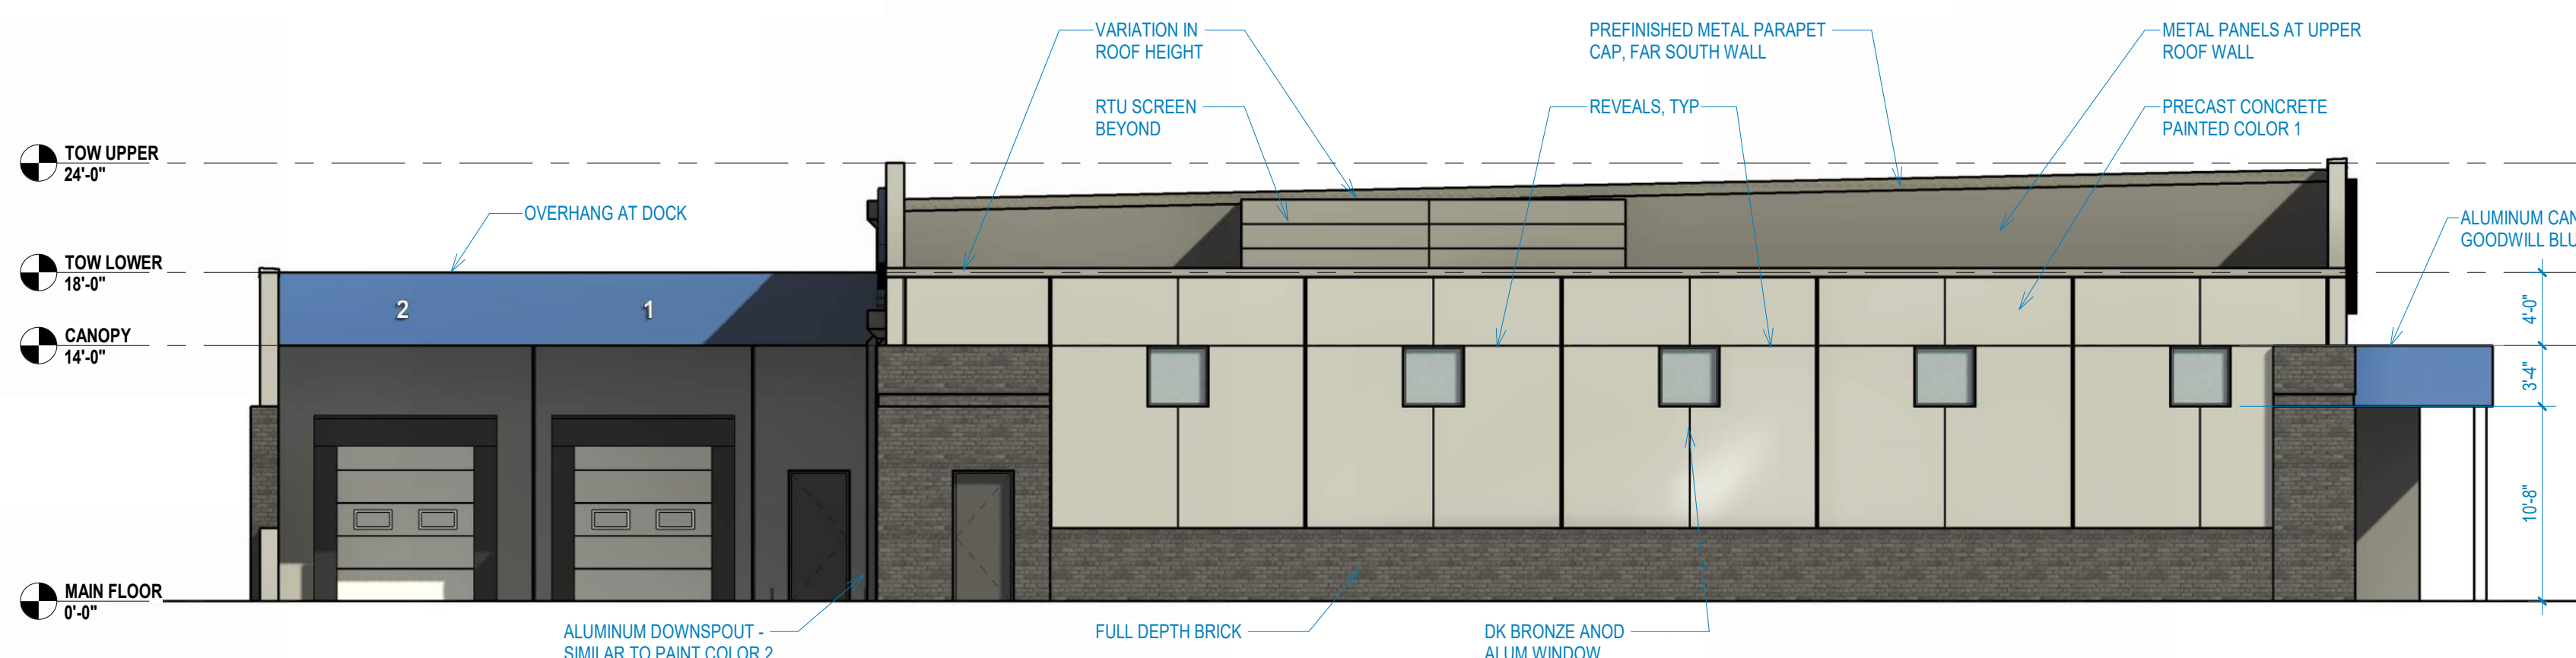 VARIATION IN
ROOF HEIGHT
PREFINISHED METAL PARAPET
CAP, FAR SOUTH WALL
METAL PANELS AT UPPER
ROOF WALL
RTU SCREEN
BEYOND
REVEALS, TYP
PRECAST CONCRETE
PAINTED COLOR 1
TOW UPPER
24'-0"
OVERHANG AT DOCK
ALUMINUM CAN
GOODWILL BLU
TOW LOWER
18'-0"
2
1
4'-0"
CANOPY
14'-0"
3'-4"
10'-8"
MAIN FLOOR
0'-0"
ALUMINUM DOWNSPOUT -
SIMILAR TO PAINT COLOR 2
FULL DEPTH BRICK
DK BRONZE ANOD
ALUM WINDOW